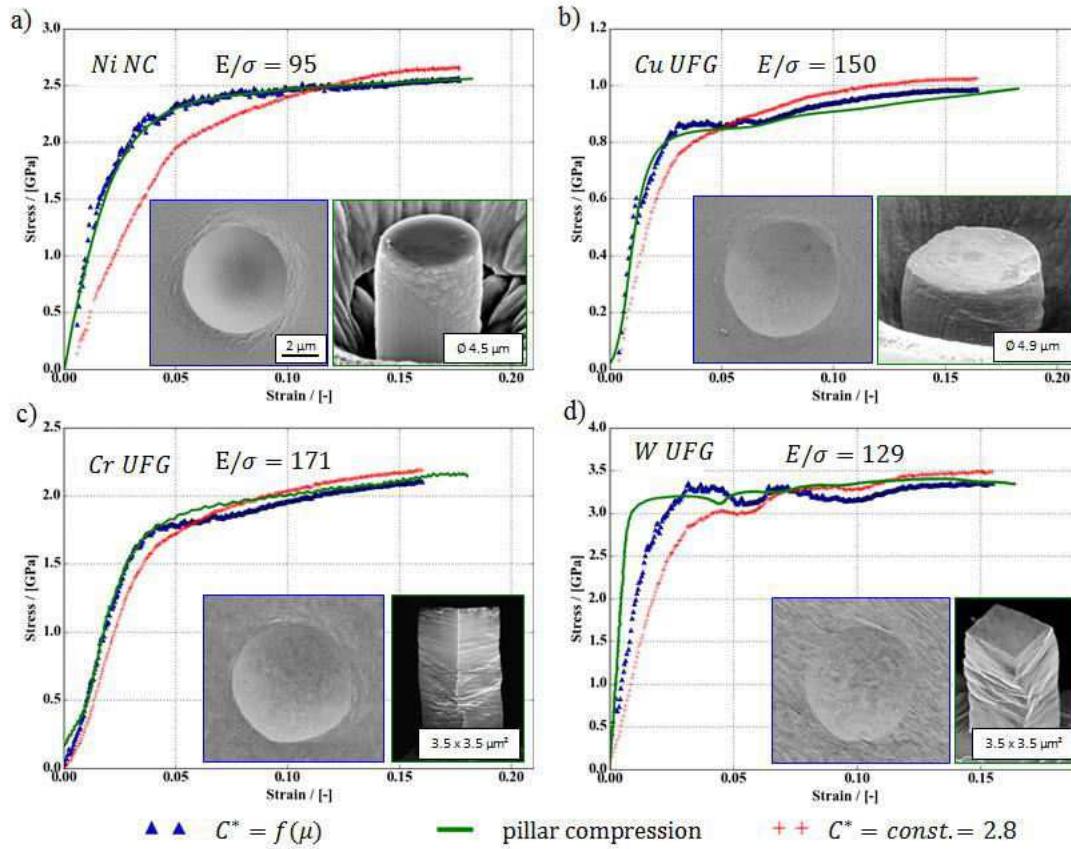 a)
Ni NC E/σ = 95
3.0
2.5
2.0
1.5
1.0
0.5
0.0
Stress / [GPa]
2 µm
Ø 4.5 µm
0.00 0.05 0.10 0.15 0.20
Strain / [-]
b)
Cu UFG E/σ = 150
1.2
1.0
0.8
0.6
0.4
0.2
0.0
Stress / [GPa]
Ø 4.9 µm
0.00 0.05 0.10 0.15 0.20
Strain / [-]
c)
Cr UFG E/σ = 171
2.5
2.0
1.5
1.0
0.5
0.0
Stress / [GPa]
3.5 x 3.5 µm²
0.00 0.05 0.10 0.15 0.20
Strain / [-]
d)
W UFG E/σ = 129
4.0
3.5
3.0
2.5
2.0
1.5
1.0
0.5
0.0
Stress / [GPa]
3.5 x 3.5 µm²
0.00 0.05 0.10 0.15
Strain / [-]
C* = f(µ) pillar compression C* = const. = 2.8